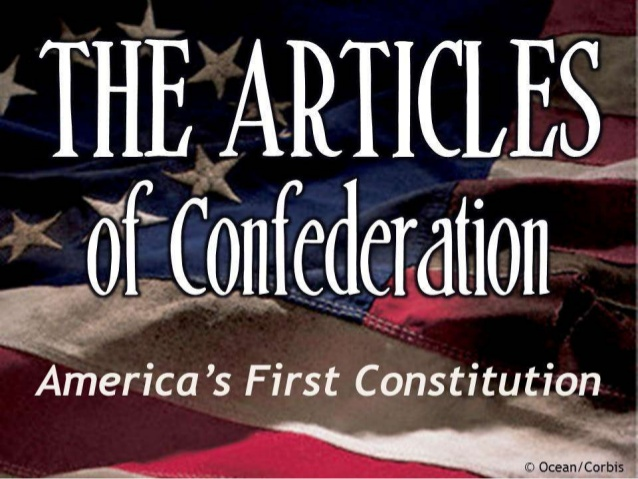 THE ARTICLES
of Confederation
America's First Constitution
© Ocean/Corbis